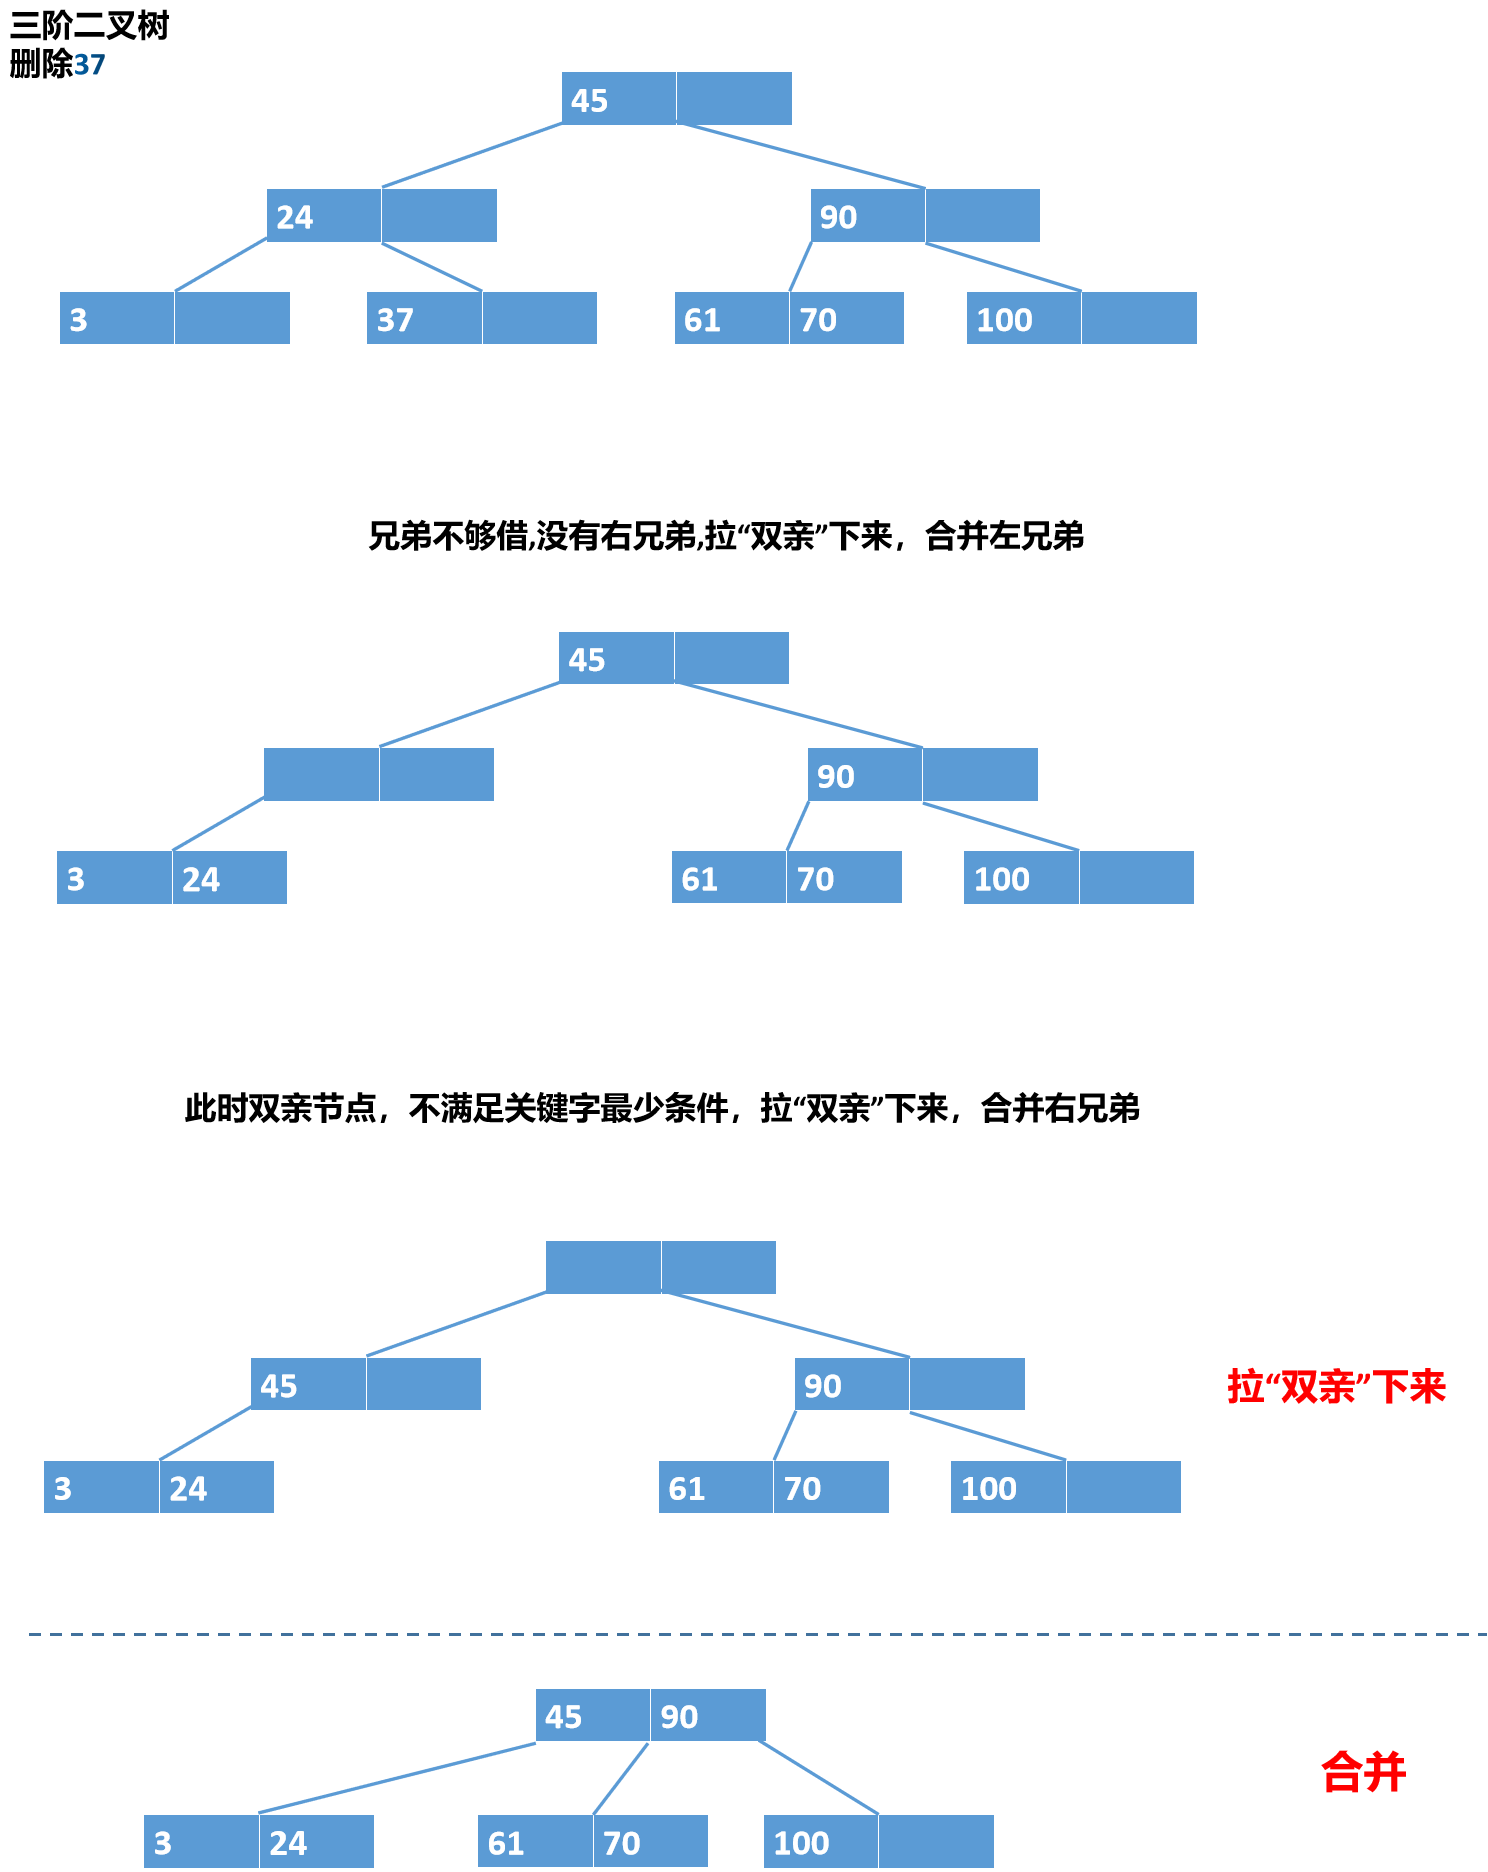 三阶二叉树
删除37
45
24 90
3 37 61 70 100
兄弟不够借,没有右兄弟,拉“双亲”下来，合并左兄弟
45
90
3 24 61 70 100
此时双亲节点，不满足关键字最少条件，拉“双亲”下来，合并右兄弟
45 90 拉“双亲”下来
3 24 61 70 100
45 90
合并
3 24 61 70 100